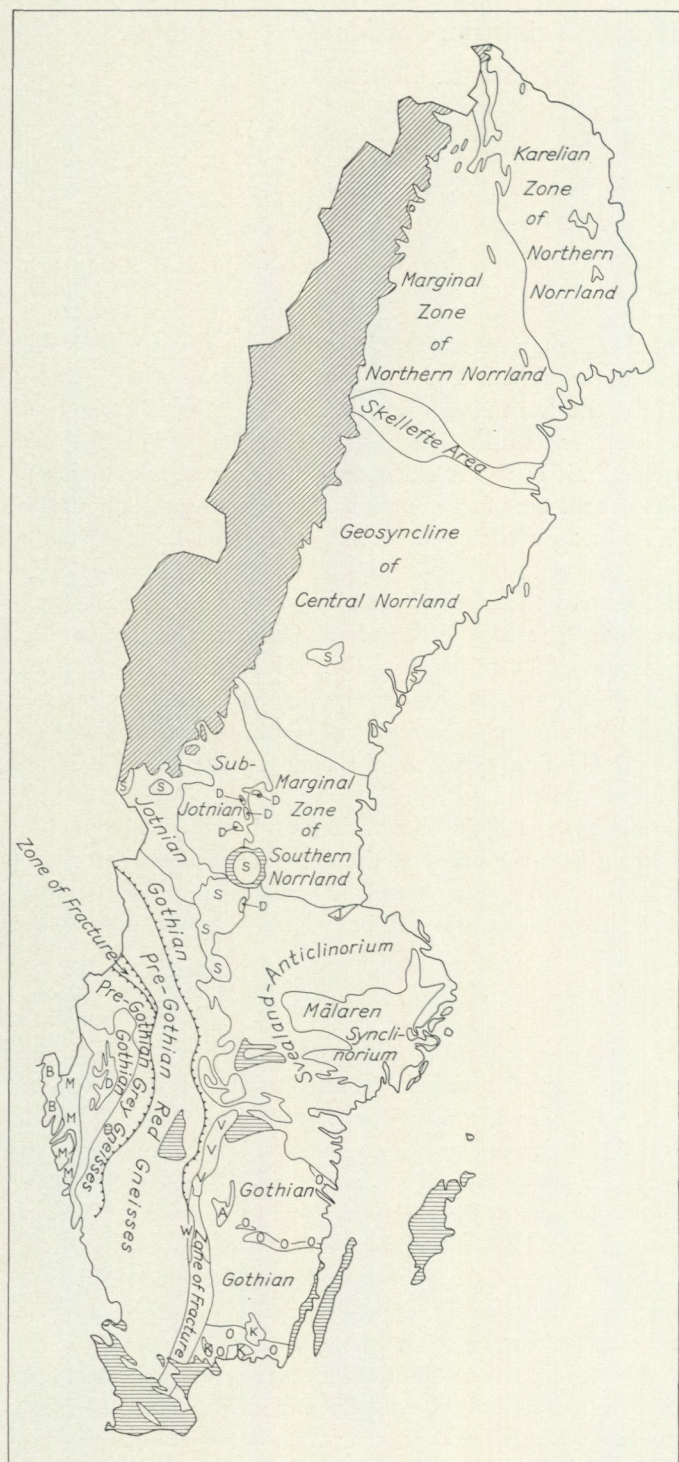 Karelian
Zone
of
Northern
Norrland
Marginal
Zone
of
Northern Norrland
Skellefte Area
Geosyncline
of
Central Norrland
S
Sub-
Jotnian
D
D
D
D
Marginal
Zone
of
Southern
Norrland
S
S
Jotnian
S
S
D
S
S
Zone of Fracture
Gothian
Pre-Gothian Red Gneisses
Pre-Gothian Grey Gneisses
Gothian
D
B
B
M
M
M
M
Svealand-Anticlinorium
Mälaren
Syncli-
norium
V
V
V
Gothian
A
O
O
O
O
W
Zone of Fracture
Gothian
K
O
O
O
K